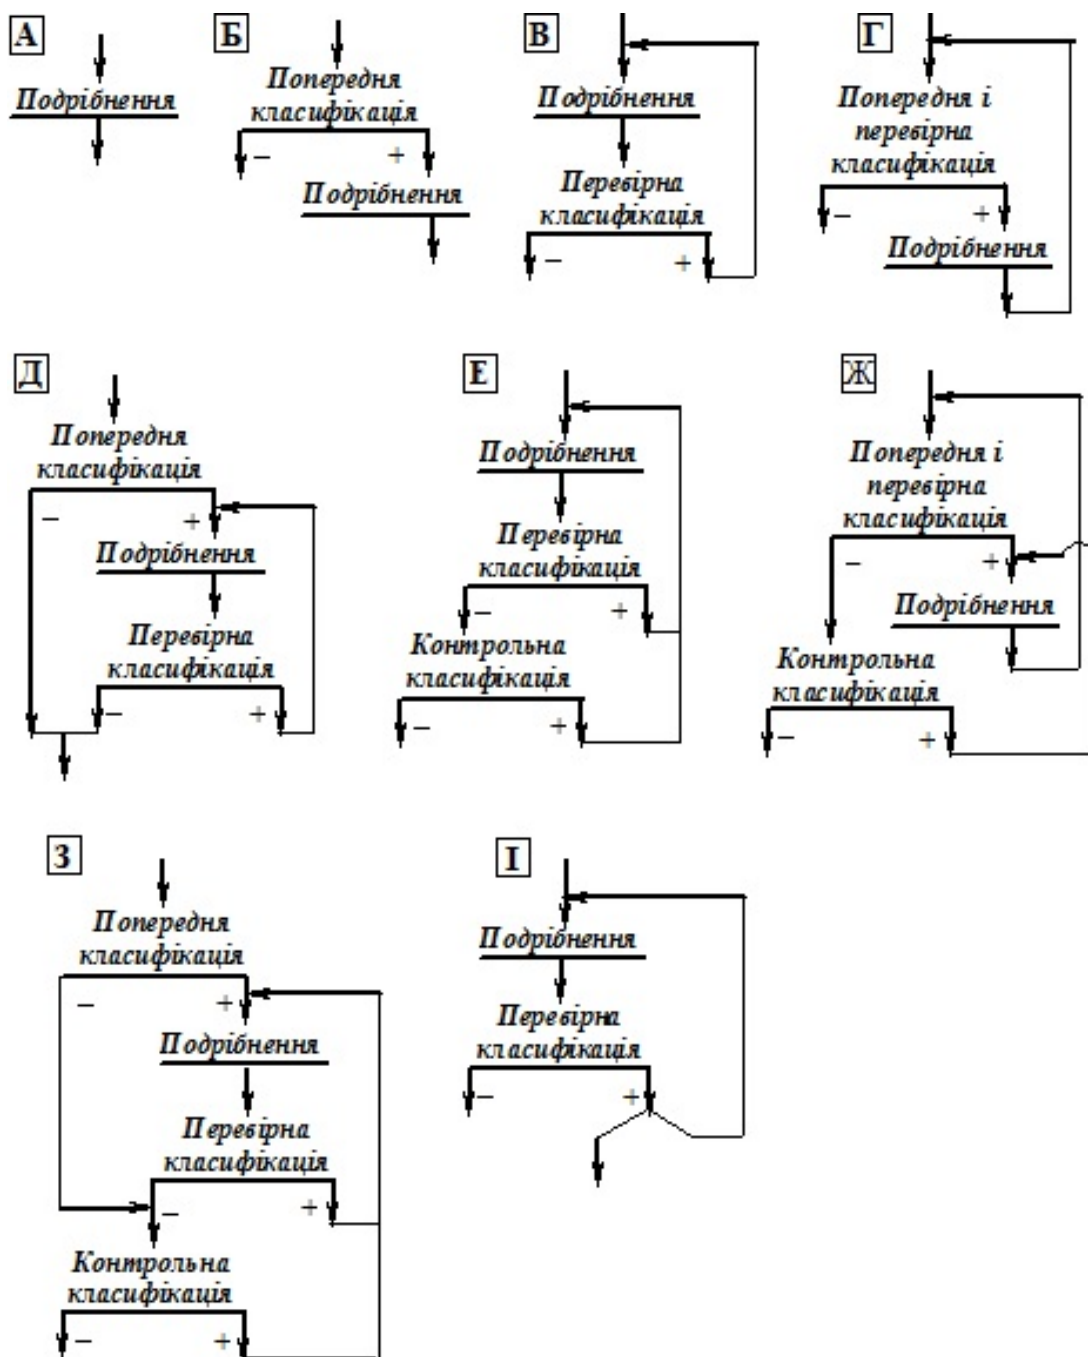 А
Подрібнення
Б
Попередня
класифікація
–
+
Подрібнення
В
Подрібнення
Перевірна
класифікація
–
+
Г
Попередня і
перевірна
класифікація
–
+
Подрібнення
Д
Попередня
класифікація
–
+
Подрібнення
Перевірна
класифікація
–
+
Е
Подрібнення
Перевірна
класифікація
–
+
Контрольна
класифікація
–
+
Ж
Попередня і
перевірна
класифікація
–
+
Подрібнення
Контрольна
класифікація
–
+
З
Попередня
класифікація
–
+
Подрібнення
Перевірна
класифікація
–
+
Контрольна
класифікація
–
+
І
Подрібнення
Перевірна
класифікація
–
+